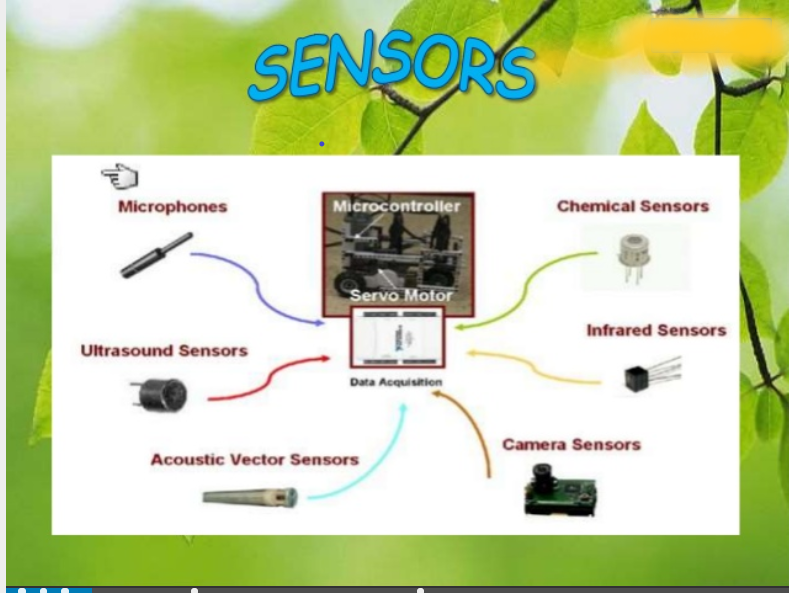 SENSORS
Microphones
Microcontroller
Chemical Sensors
Servo Motor
Ultrasound Sensors
Infrared Sensors
Data Acquisition
Acoustic Vector Sensors
Camera Sensors